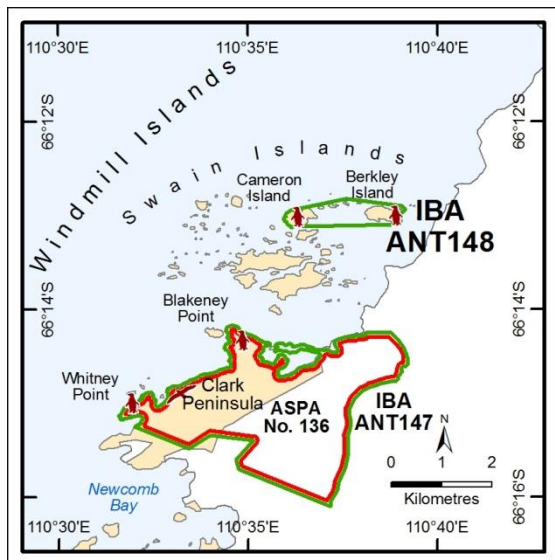 110°30'E
110°35'E
110°40'E
66°12'S
66°12'S
Windmill Islands
Swain Islands
Cameron
Island
Berkley
Island
IBA
ANT148
66°14'S
66°14'S
Blakeney
Point
Whitney
Point
Clark
Peninsula
ASPA
No. 136
IBA
ANT147
N
0 1 2
Kilometres
Newcomb
Bay
66°16'S
66°16'S
110°30'E
110°35'E
110°40'E